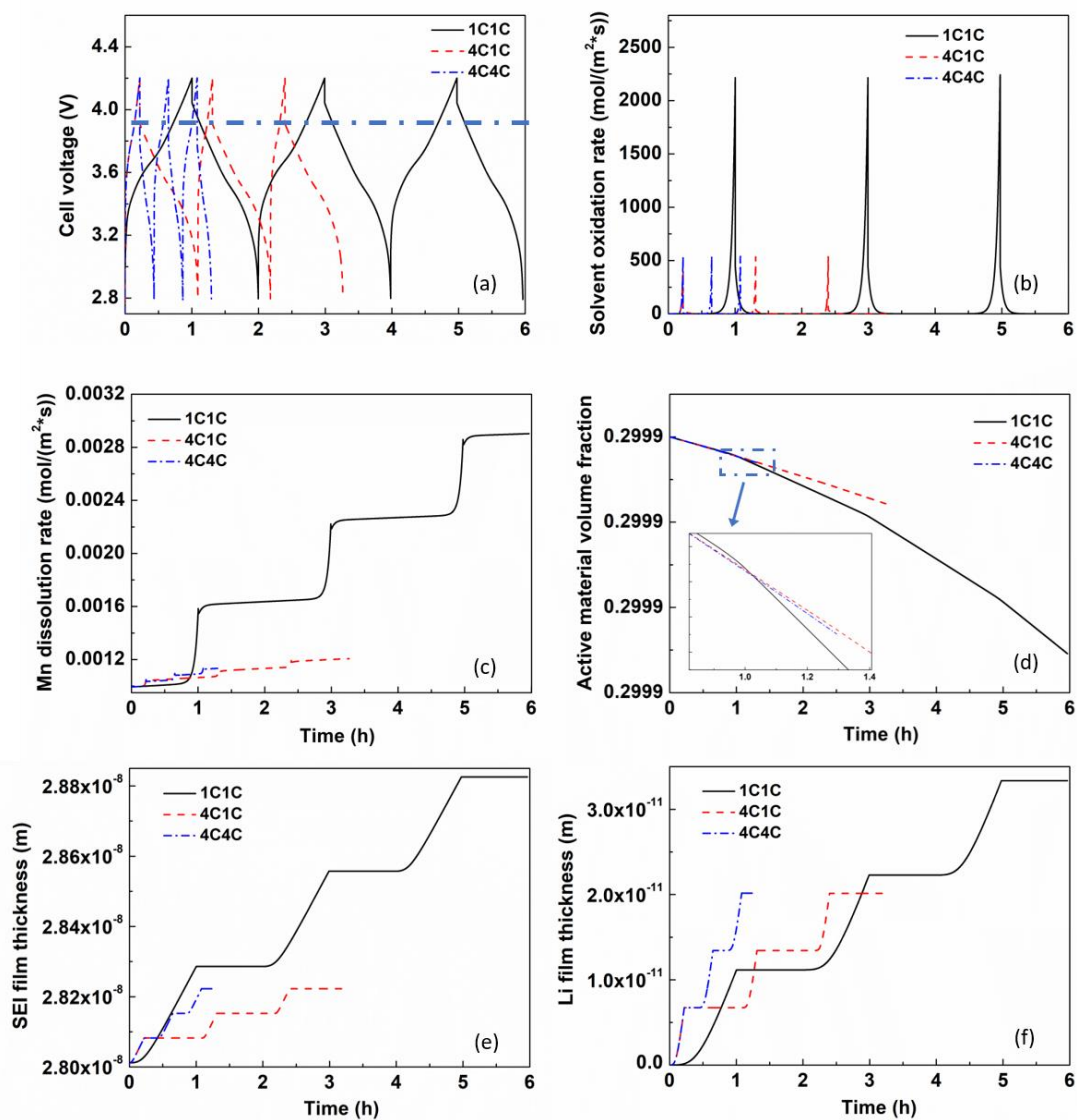 4.4
4.0
3.6
3.2
2.8
Cell voltage (V)
1C1C
4C1C
4C4C
(a)
0 1 2 3 4 5 6
2500
2000
1500
1000
500
0
Solvent oxidation rate (mol/(m²*s))
1C1C
4C1C
4C4C
(b)
0 1 2 3 4 5 6
0.0032
0.0028
0.0024
0.0020
0.0016
0.0012
Mn dissolution rate (mol/(m²*s))
1C1C
4C1C
4C4C
(c)
0 1 2 3 4 5 6
Time (h)
0.2999
0.2999
0.2999
0.2999
Active material volume fraction
1C1C
4C1C
4C4C
1.0 1.2 1.4
(d)
0 1 2 3 4 5 6
Time (h)
2.88x10⁻⁸
2.86x10⁻⁸
2.84x10⁻⁸
2.82x10⁻⁸
2.80x10⁻⁸
SEI film thickness (m)
1C1C
4C1C
4C4C
(e)
0 1 2 3 4 5 6
Time (h)
3.0x10⁻¹¹
2.0x10⁻¹¹
1.0x10⁻¹¹
0.0
Li film thickness (m)
1C1C
4C1C
4C4C
(f)
0 1 2 3 4 5 6
Time (h)